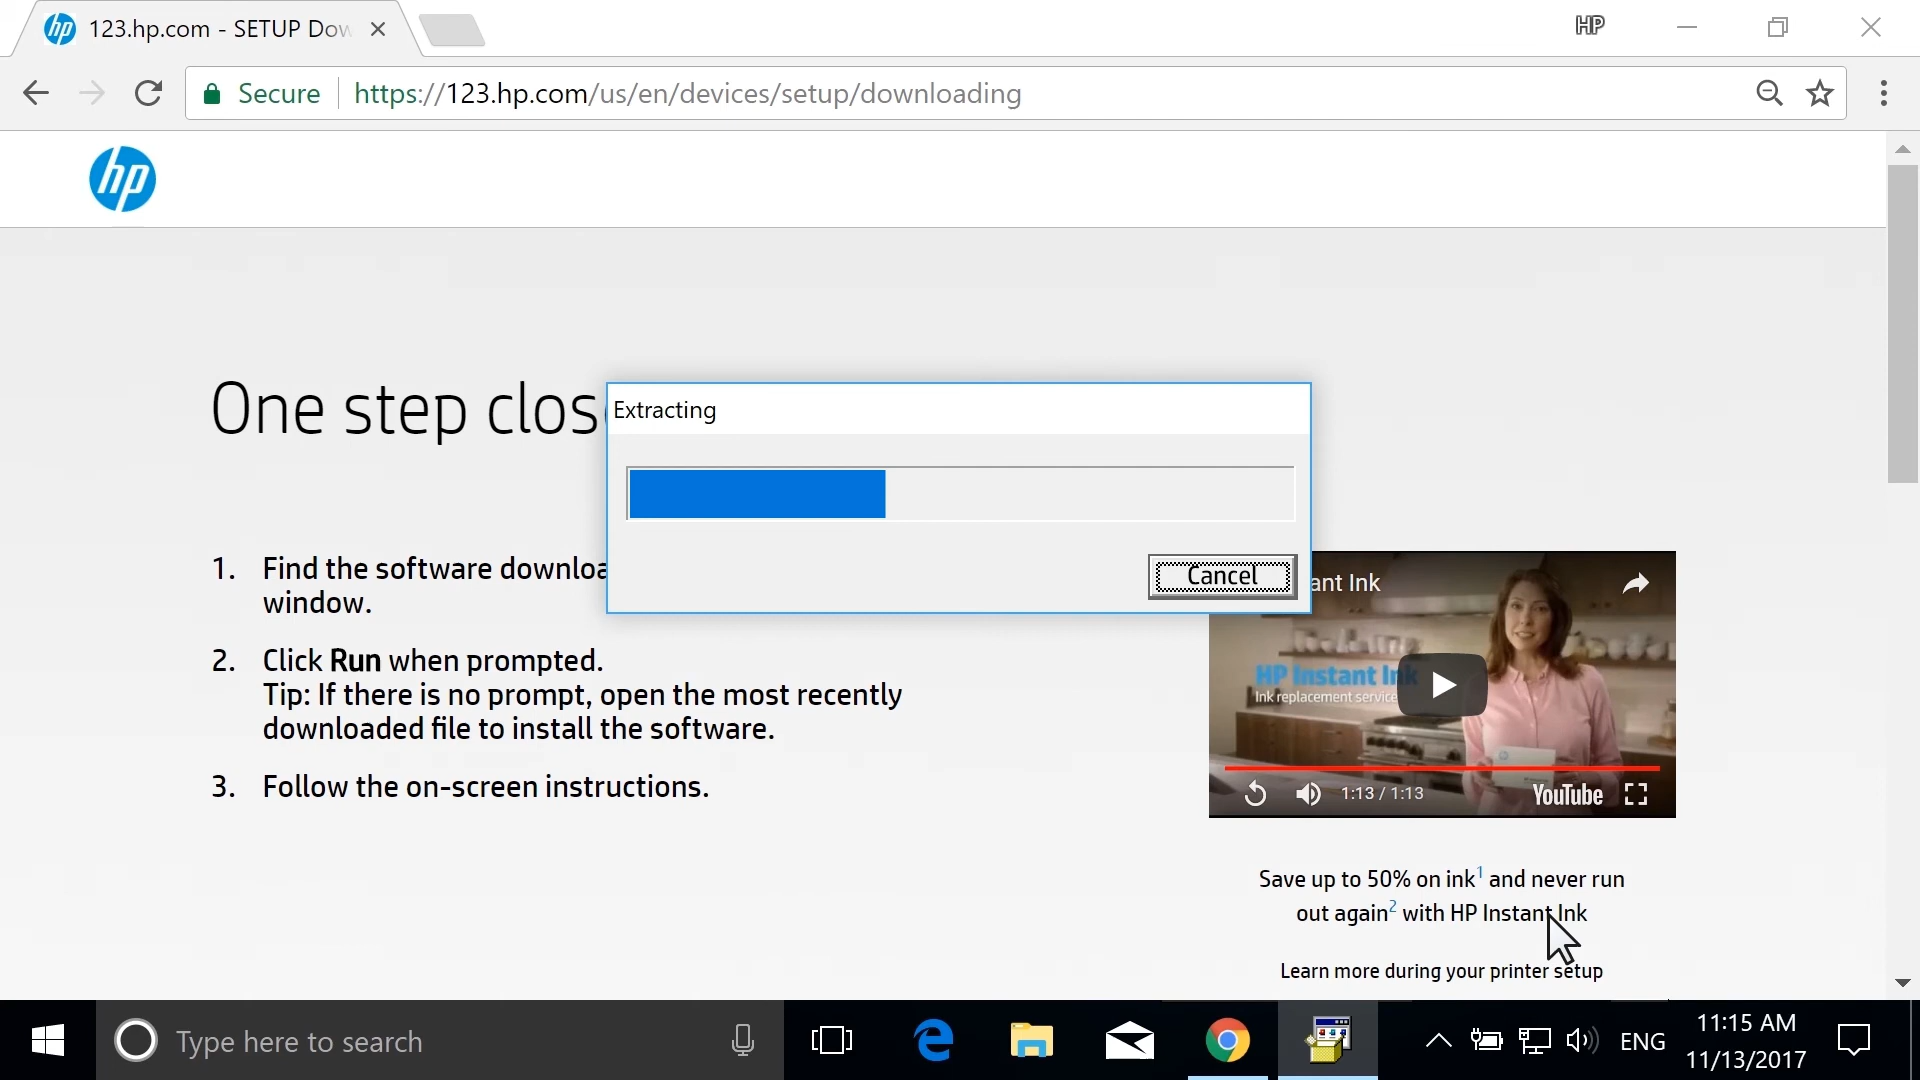 hp 123.hp.com - SETUP Dow
HP
Secure https://123.hp.com/us/en/devices/setup/downloading
hp
One step clos
Extracting
Cancel
1. Find the software downloa
window.
2. Click Run when prompted.
Tip: If there is no prompt, open the most recently
downloaded file to install the software.
3. Follow the on-screen instructions.
ant Ink
HP Instant Ink
Ink replacement service
1:13 / 1:13 YouTube
Save up to 50% on ink1 and never run
out again2 with HP Instant Ink
Learn more during your printer setup
Type here to search
ENG
11:15 AM
11/13/2017